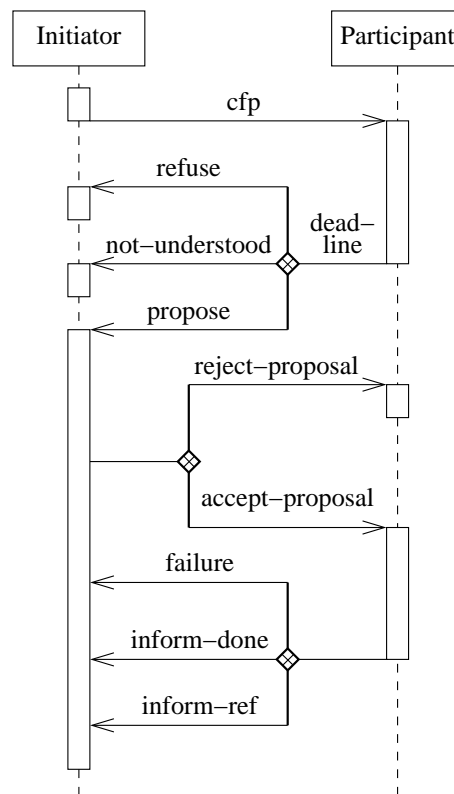 Initiator
Participant
cfp
refuse
dead–
line
not–understood
propose
reject–proposal
accept–proposal
failure
inform–done
inform–ref